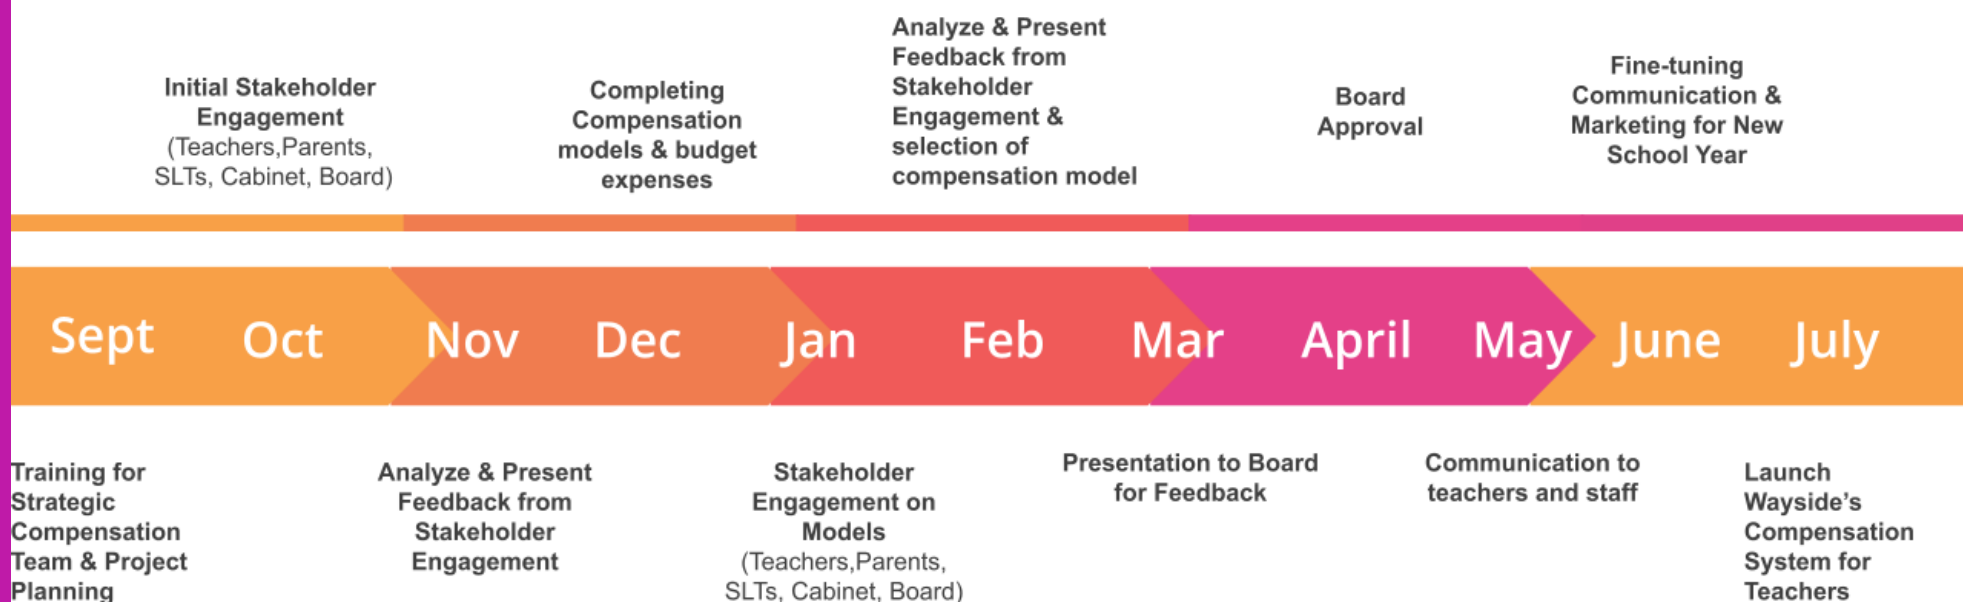 Initial Stakeholder
Engagement
(Teachers,Parents,
SLTs, Cabinet, Board)
Completing
Compensation
models & budget
expenses
Analyze & Present
Feedback from
Stakeholder
Engagement &
selection of
compensation model
Board
Approval
Fine-tuning
Communication &
Marketing for New
School Year
Sept Oct Nov Dec Jan Feb Mar April May June July
Training for
Strategic
Compensation
Team & Project
Planning
Analyze & Present
Feedback from
Stakeholder
Engagement
Stakeholder
Engagement on
Models
(Teachers,Parents,
SLTs, Cabinet, Board)
Presentation to Board
for Feedback
Communication to
teachers and staff
Launch
Wayside’s
Compensation
System for
Teachers